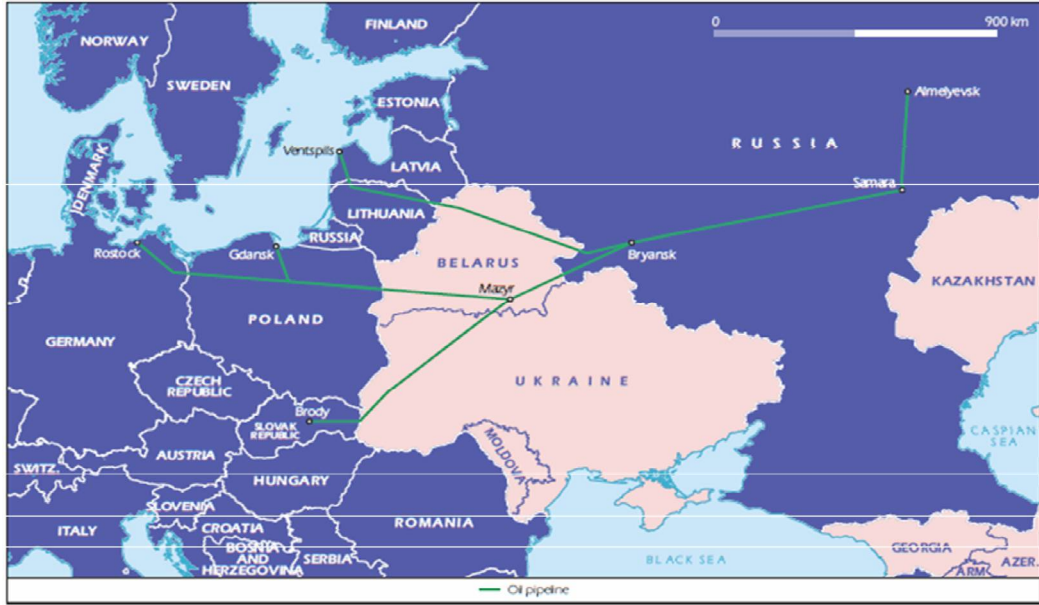 FINLAND
NORWAY
0
900 km
SWEDEN
Almelyevsk
ESTONIA
RUSSIA
Ventspils
LATVIA
DENMARK
Samara
LITHUANIA
RUSSIA
Rostock
Gdansk
Bryansk
BELARUS
KAZAKHSTAN
Mazyr
POLAND
GERMANY
UKRAINE
CZECH
REPUBLIC
Brody
SLOVAK
REPUBLIC
CASPIAN
SEA
AUSTRIA
MOLDOVA
SWITZ.
HUNGARY
SLOVENIA
ROMANIA
CROATIA
ITALY
BOSNIA
AND
HERZEGOVINA
SERBIA
BLACK SEA
GEORGIA
ARM
AZER.
Oil pipeline